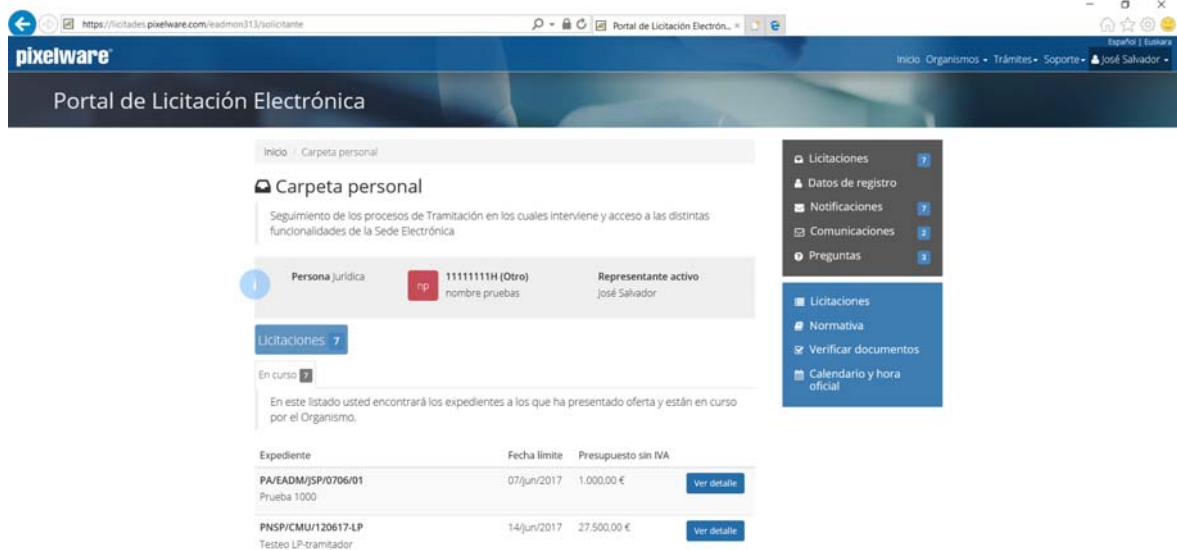 https://licitades.pixelware.com/eadmon313/solicitante
Portal de Licitación Electrón...
Español | Euskara
pixelware
Inicio Organismos Trámites Soporte José Salvador
Portal de Licitación Electrónica
Inicio / Carpeta personal
Carpeta personal
Seguimiento de los procesos de Tramitación en los cuales interviene y acceso a las distintas
funcionalidades de la Sede Electrónica
i
Persona Jurídica
np
11111111H (Otro)
nombre pruebas
Representante activo
José Salvador
Licitaciones 7
En curso 7
En este listado usted encontrará los expedientes a los que ha presentado oferta y están en curso
por el Organismo.
Expediente Fecha límite Presupuesto sin IVA
PA/EADM/JSP/0706/01 07/jun/2017 1.000,00 € Ver detalle
Prueba 1000
PNSP/CMU/120617-LP 14/jun/2017 27.500,00 € Ver detalle
Testeo LP-tramitador
Licitaciones 7
Datos de registro
Notificaciones 7
Comunicaciones 2
Preguntas 3
Licitaciones
Normativa
Verificar documentos
Calendario y hora
oficial